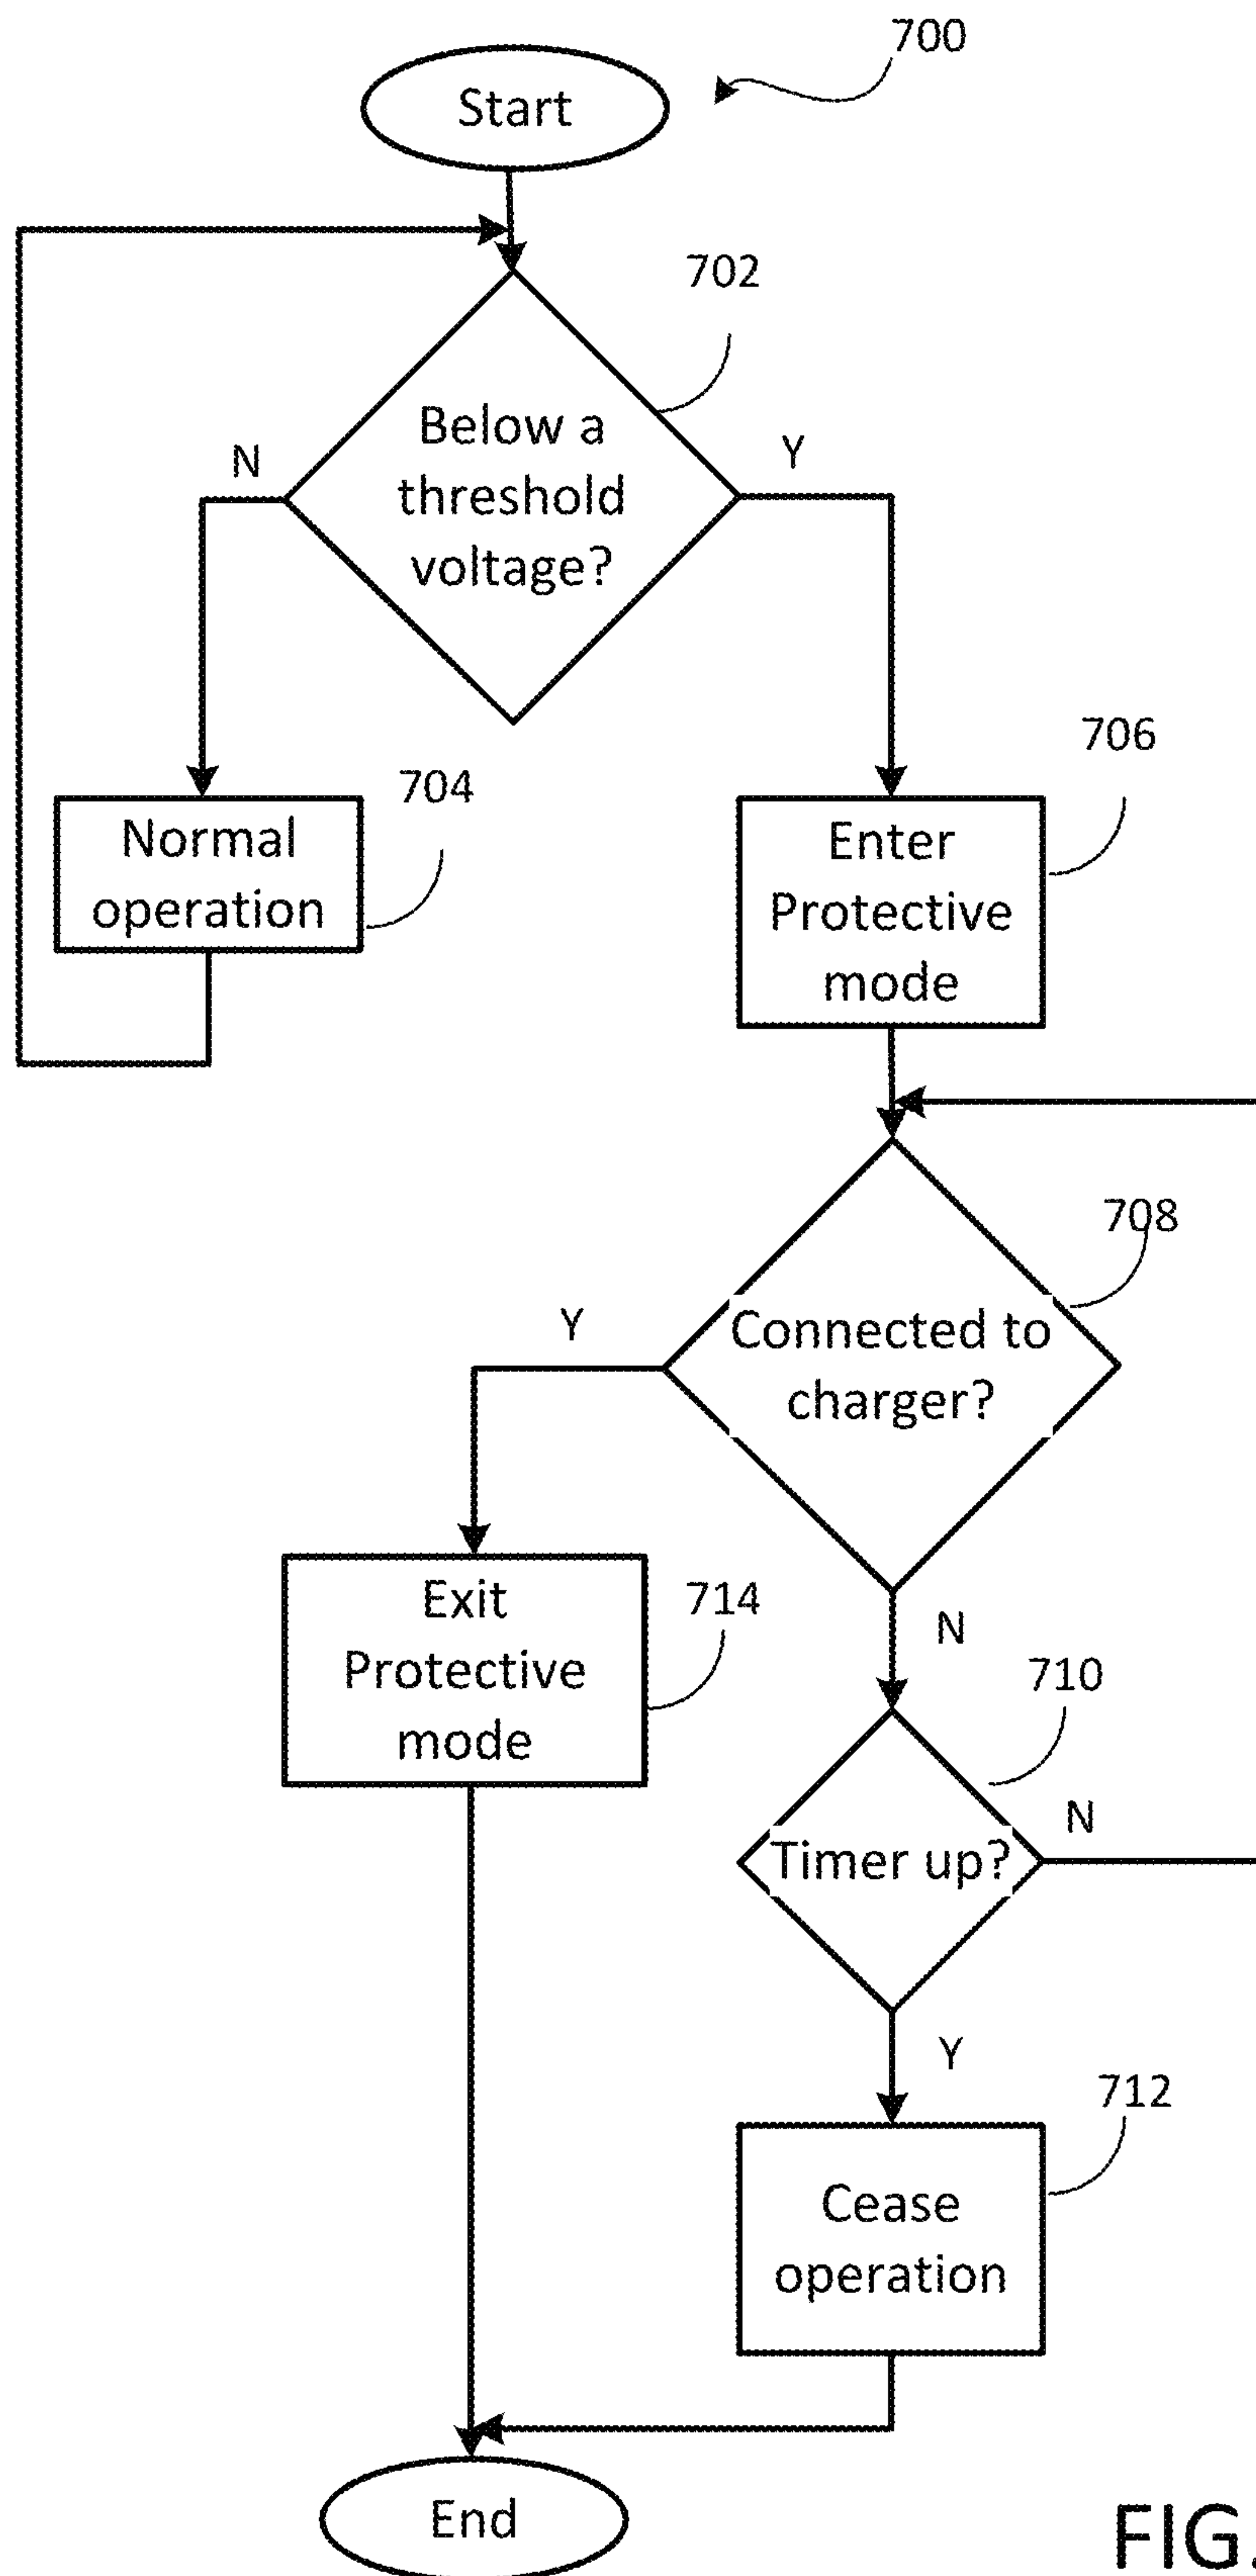 700
Start
702
Below a
threshold
voltage?
N
Y
704
Normal
operation
706
Enter
Protective
mode
708
Connected to
charger?
Y
N
714
Exit
Protective
mode
710
Timer up?
N
Y
712
Cease
operation
End
FIG.